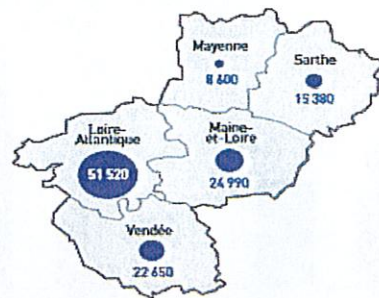 Mayenne
8 600
Sarthe
15 380
Loire-
Atlantique
51 520
Maine-
et-Loire
24 990
Vendée
22 650